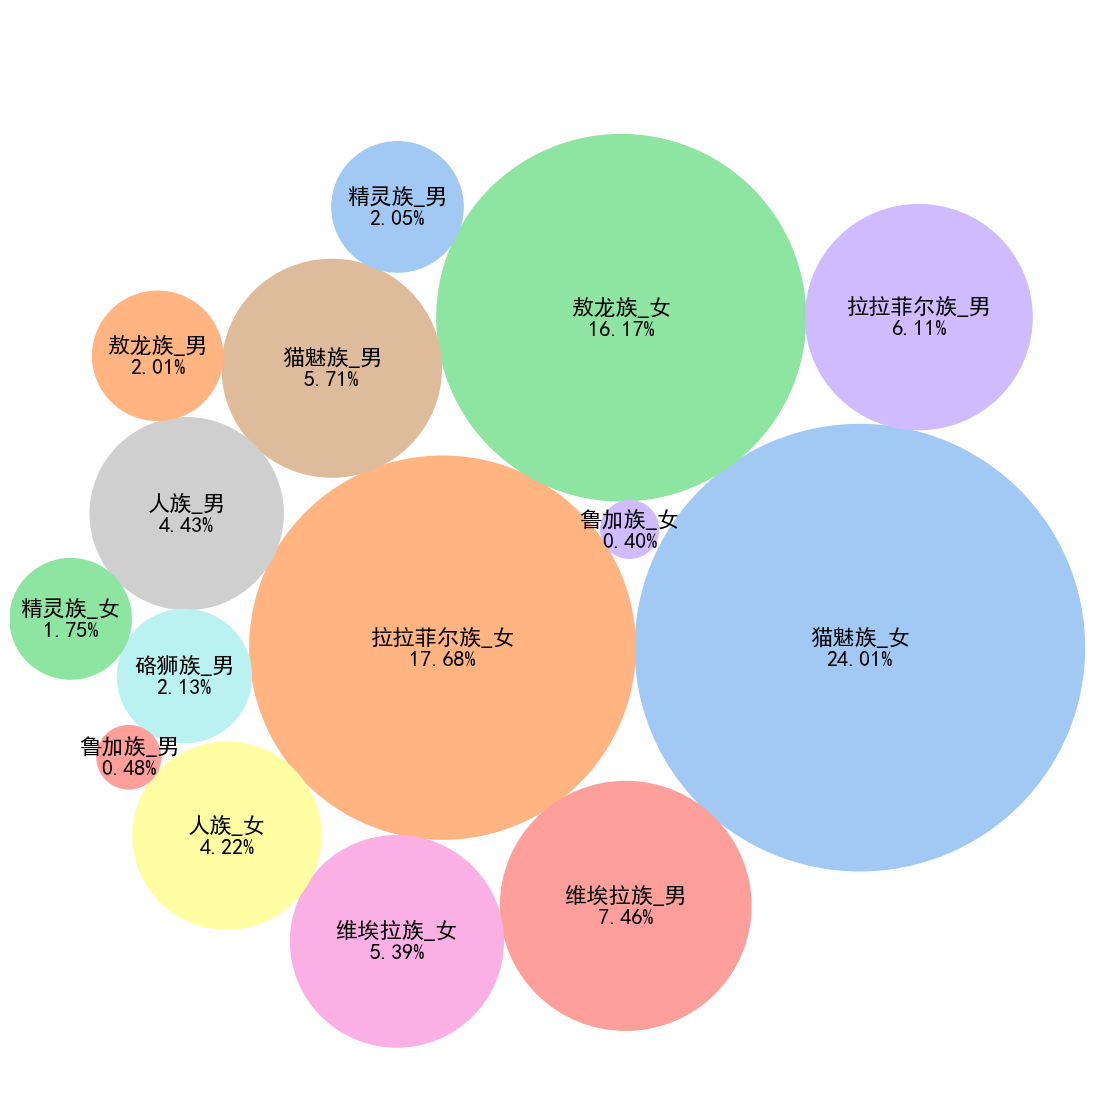 精灵族_男
2.05%
敖龙族_女
16.17%
拉拉菲尔族_男
6.11%
敖龙族_男
2.01%
猫魅族_男
5.71%
人族_男
4.43%
鲁加族_女
0.40%
精灵族_女
1.75%
拉拉菲尔族_女
17.68%
猫魅族_女
24.01%
硌狮族_男
2.13%
鲁加族_男
0.48%
人族_女
4.22%
维埃拉族_男
7.46%
维埃拉族_女
5.39%